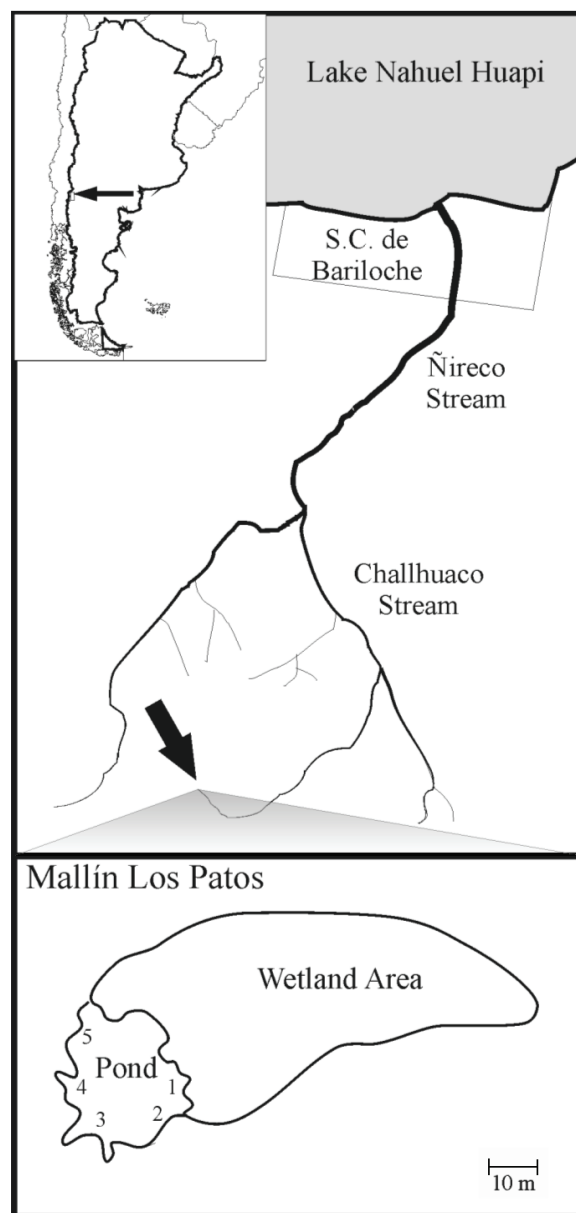 Lake Nahuel Huapi
S.C. de
Bariloche
Ñireco
Stream
Challhuaco
Stream
Mallín Los Patos
Wetland Area
Pond
5
4
3
2
1
10 m